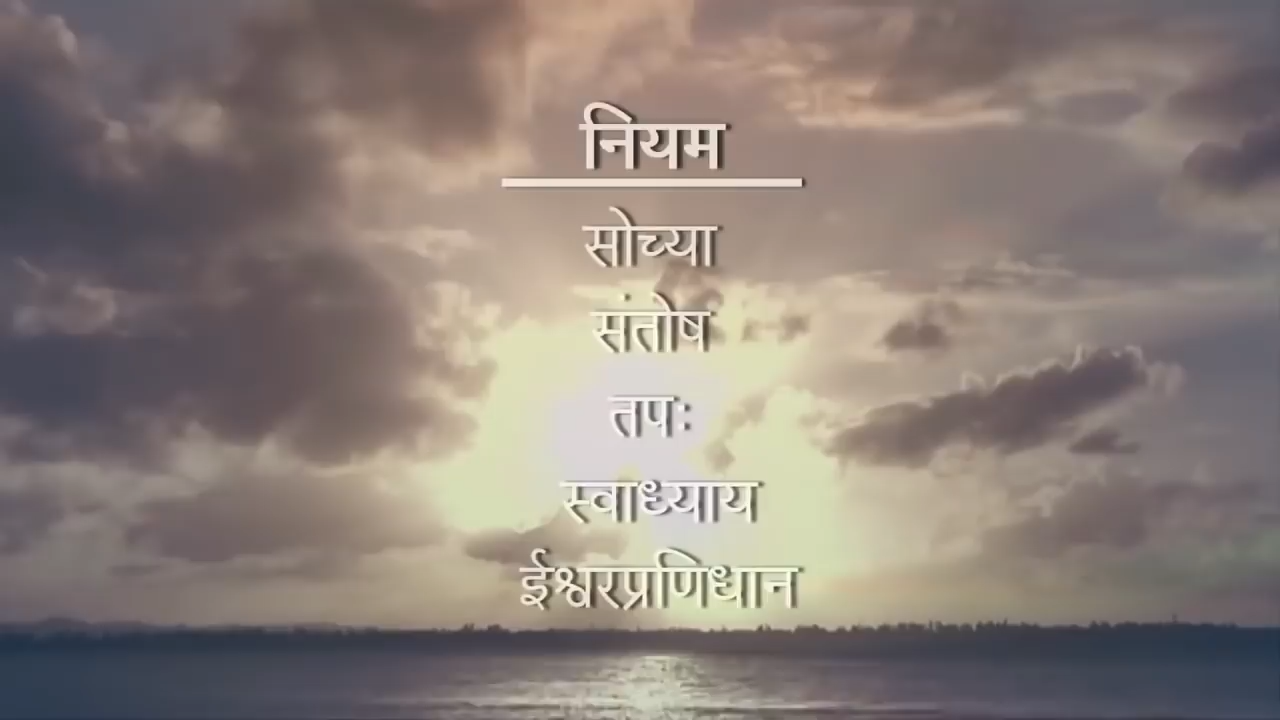 नियम
सोच्या
संतोष
तपः
स्वाध्याय
ईश्वरप्रणिधान